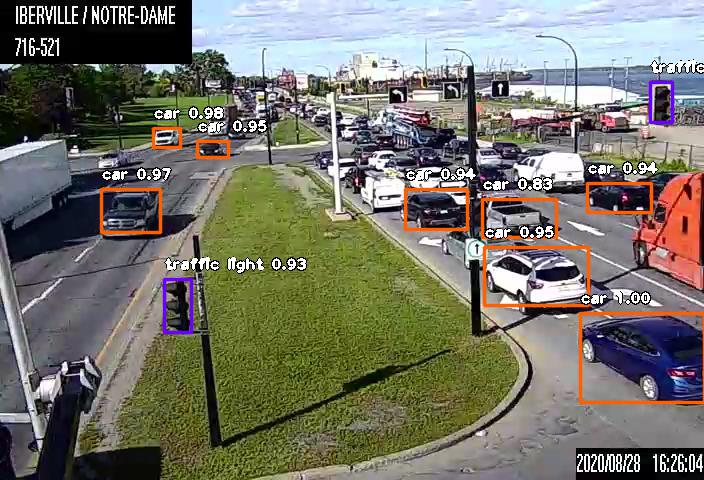 IBERVILLE / NOTRE-DAME
716-521
traffic
car 0.98
car 0.95
car 0.97
car 0.94
car 0.83
car 0.94
car 0.95
traffic light 0.93
car 1.00
2020/08/28 16:26:04